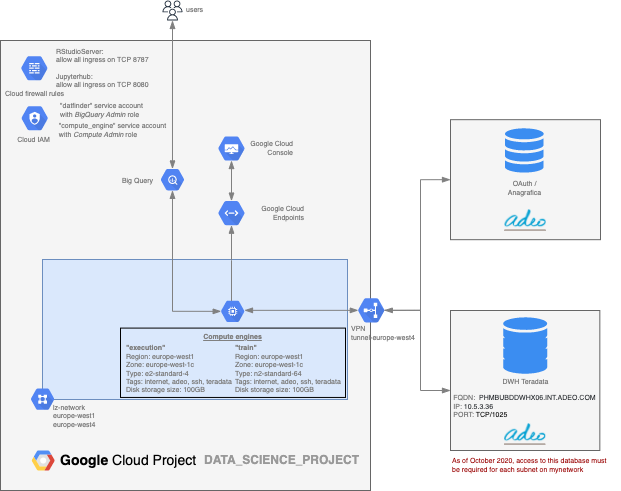 users
RStudioServer:
allow all ingress on TCP 8787
Jupyterhub:
allow all ingress on TCP 8080
Cloud firewall rules
"datfinder" service account
with BigQuery Admin role
"compute_engine" service account
with Compute Admin role
Cloud IAM
Google Cloud
Console
Big Query
Google Cloud
Endpoints
OAuth /
Anagrafica
adeo
VPN
tunnel-europe-west4
Compute engines
"execution"
Region: europe-west1
Zone: europe-west-1c
Type: e2-standard-4
Tags: internet, adeo, ssh, teradata
Disk storage size: 100GB
"train"
Region: europe-west1
Zone: europe-west-1c
Type: n2-standard-64
Tags: internet, adeo, ssh, teradata
Disk storage size: 100GB
DWH Teradata
FQDN: PHMBUBDDWHX06.INT.ADEO.COM
IP: 10.5.3.36
PORT: TCP/1025
adeo
lz-network
europe-west1
europe-west4
Google Cloud Project DATA_SCIENCE_PROJECT
As of October 2020, access to this database must
be required for each subnet on mynetwork